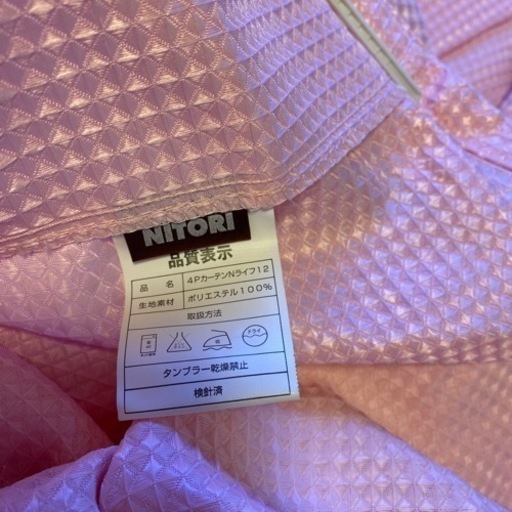 NITORI
品質表示
品 名 4PカーテンNライフ12
生地素材 ポリエステル100%
取扱方法
ドライ
タンブラー乾燥禁止
検針済